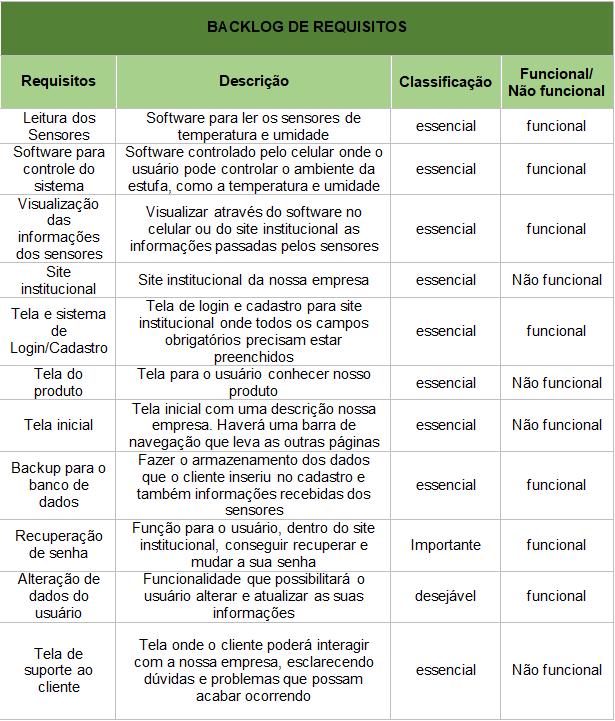 BACKLOG DE REQUISITOS
Requisitos
Descrição
Classificação
Funcional/
Não funcional
Leitura dos
Sensores
Software para ler os sensores de
temperatura e umidade
essencial
funcional
Software para
controle do
sistema
Software controlado pelo celular onde o
usuário pode controlar o ambiente da
estufa, como a temperatura e umidade
essencial
funcional
Visualização
das
informações
dos sensores
Visualizar através do software no
celular ou do site institucional as
informações passadas pelos sensores
essencial
funcional
Site
institucional
Site institucional da nossa empresa
essencial
Não funcional
Tela e sistema
de
Login/Cadastro
Tela de login e cadastro para site
institucional onde todos os campos
obrigatórios precisam estar
preenchidos
essencial
funcional
Tela do
produto
Tela para o usuário conhecer nosso
produto
essencial
Não funcional
Tela inicial
Tela inicial com uma descrição nossa
empresa. Haverá uma barra de
navegação que leva as outras páginas
essencial
Não funcional
Backup para o
banco de
dados
Fazer o armazenamento dos dados
que o cliente inseriu no cadastro e
também informações recebidas dos
sensores
essencial
funcional
Recuperação
de senha
Função para o usuário, dentro do site
institucional, conseguir recuperar e
mudar a sua senha
Importante
funcional
Alteração de
dados do
usuário
Funcionalidade que possibilitará o
usuário alterar e atualizar as suas
informações
desejável
funcional
Tela de
suporte ao
cliente
Tela onde o cliente poderá interagir
com a nossa empresa, esclarecendo
dúvidas e problemas que possam
acabar ocorrendo
essencial
Não funcional